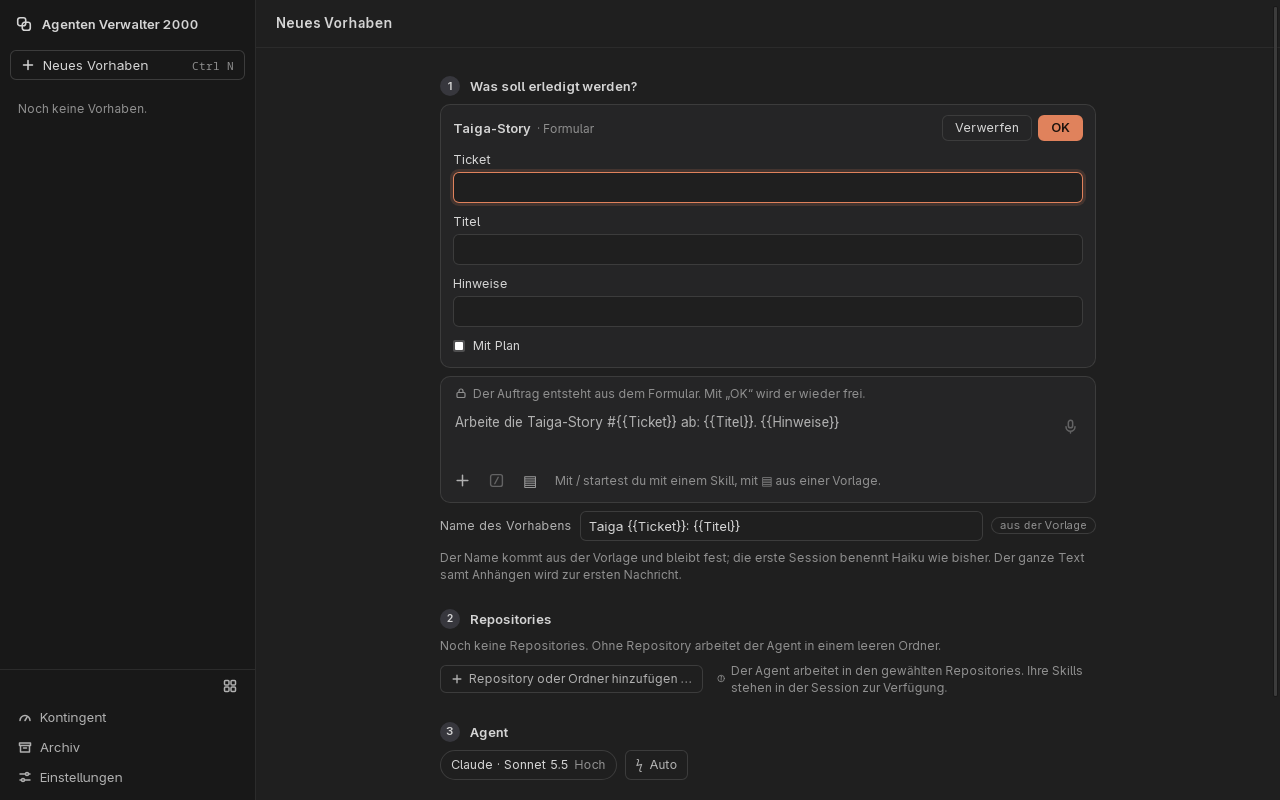 Agenten Verwalter 2000
Neues Vorhaben Ctrl N
Noch keine Vorhaben.
Kontingent
Archiv
Einstellungen
Neues Vorhaben
1 Was soll erledigt werden?
Taiga-Story · Formular Verwerfen OK
Ticket
Titel
Hinweise
Mit Plan
Der Auftrag entsteht aus dem Formular. Mit „OK“ wird er wieder frei.
Arbeite die Taiga-Story #{{Ticket}} ab: {{Titel}}. {{Hinweise}}
Mit / startest du mit einem Skill, mit ▤ aus einer Vorlage.
Name des Vorhabens Taiga {{Ticket}}: {{Titel}} aus der Vorlage
Der Name kommt aus der Vorlage und bleibt fest; die erste Session benennt Haiku wie bisher. Der ganze Text
samt Anhängen wird zur ersten Nachricht.
2 Repositories
Noch keine Repositories. Ohne Repository arbeitet der Agent in einem leeren Ordner.
Repository oder Ordner hinzufügen …
Der Agent arbeitet in den gewählten Repositories. Ihre Skills
stehen in der Session zur Verfügung.
3 Agent
Claude · Sonnet 5.5 Hoch Auto